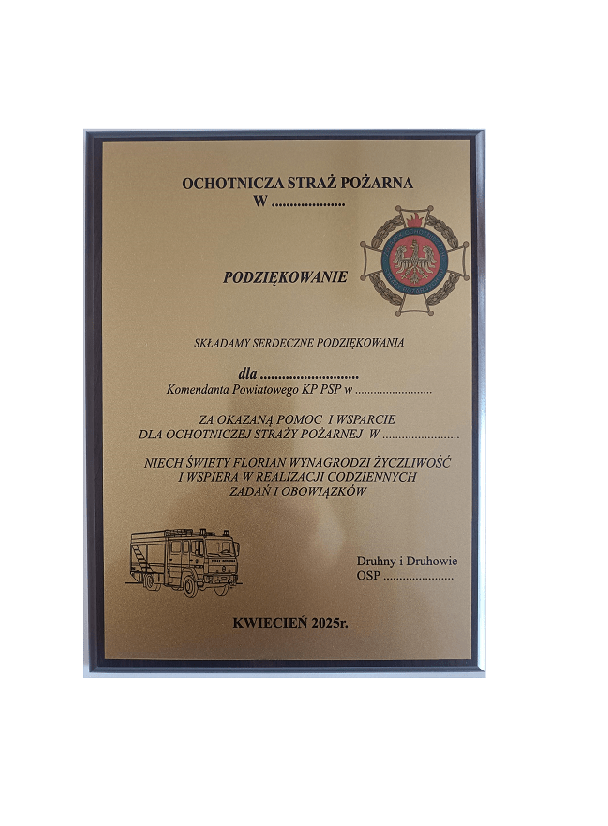 OCHOTNICZA STRAŻ POŻARNA
W ....................
PODZIĘKOWANIE
SKŁADAMY SERDECZNE PODZIĘKOWANIA
dla ...........................
Komendanta Powiatowego KP PSP w ........................
ZA OKAZANĄ POMOC I WSPARCIE
DLA OCHOTNICZEJ STRAŻY POŻARNEJ W ........................
NIECH ŚWIĘTY FLORIAN WYNAGRODZI ŻYCZLIWOŚĆ
I WSPIERA W REALIZACJI CODZIENNYCH
ZADAŃ I OBOWIĄZKÓW
Druhny i Druhowie
OSP ......................
KWIECIEŃ 2025r.